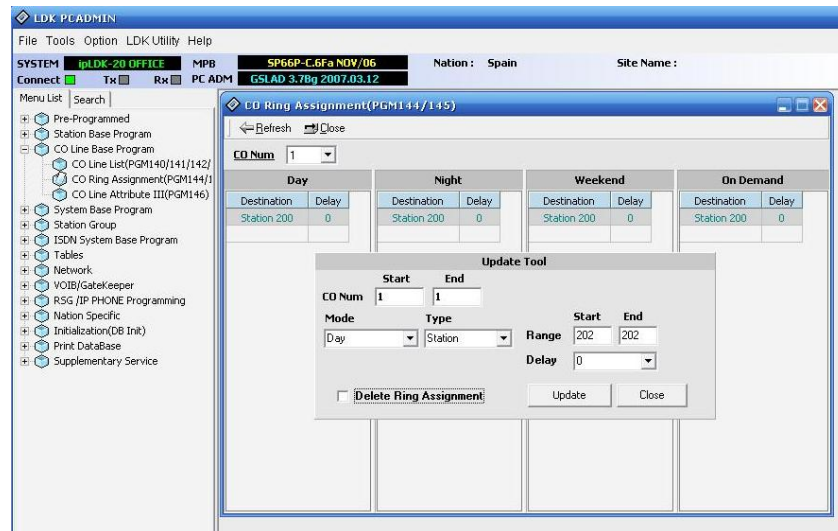 LDK PCADMIN
File Tools Option LDK Utility Help
SYSTEM ipLDK-20 OFFICE MPB SP66P-C.6Fa NOV/06 Nation : Spain Site Name :
Connect Tx Rx PC ADM GSLAD 3.7Bg 2007.03.12
Menu List Search
Pre-Programmed
Station Base Program
CO Line Base Program
CO Line List(PGM140/141/142/
CO Ring Assignment(PGM144/1
CO Line Attribute III(PGM146)
System Base Program
Station Group
ISDN System Base Program
Tables
Network
VOIB/GateKeeper
RSG /IP PHONE Programming
Nation Specific
Initialization(DB Init)
Print DataBase
Supplementary Service
CO Ring Assignment(PGM144/145)
Refresh Close
CO Num 1
Day Night Weekend On Demand
Destination Delay Destination Delay Destination Delay Destination Delay
Station 200 0 Station 200 0 Station 200 0 Station 200 0
Update Tool
Start End
CO Num 1 1
Mode Type Start End
Day Station Range 202 202
Delay 0
Delete Ring Assignment Update Close